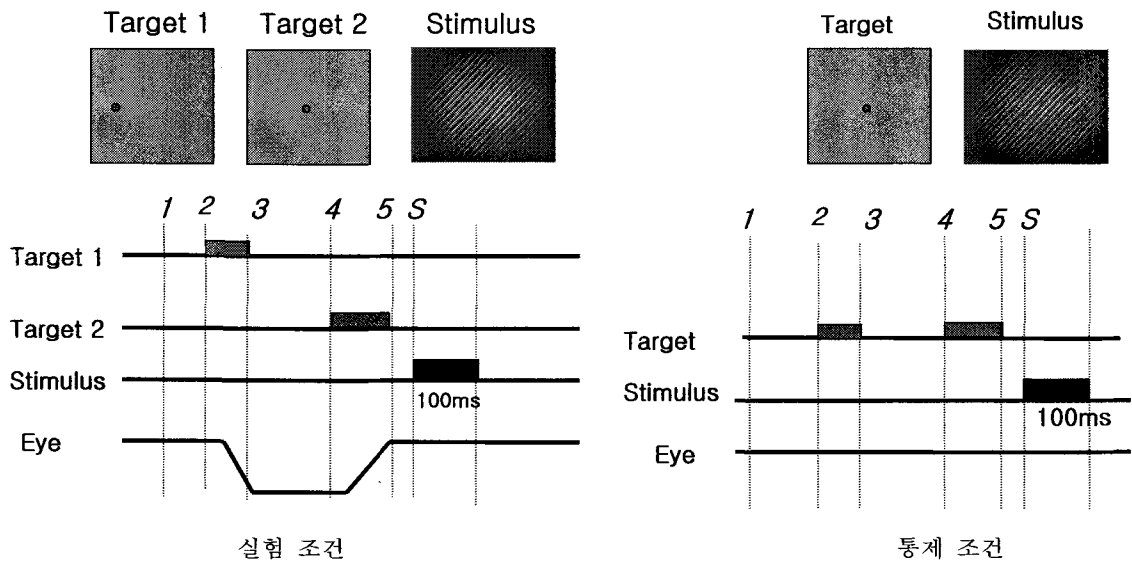 Target 1 Target 2 Stimulus
1 2 3 4 5 S
Target 1
Target 2
Stimulus
100ms
Eye
실험 조건
Target Stimulus
1 2 3 4 5 S
Target
Stimulus
100ms
Eye
통제 조건